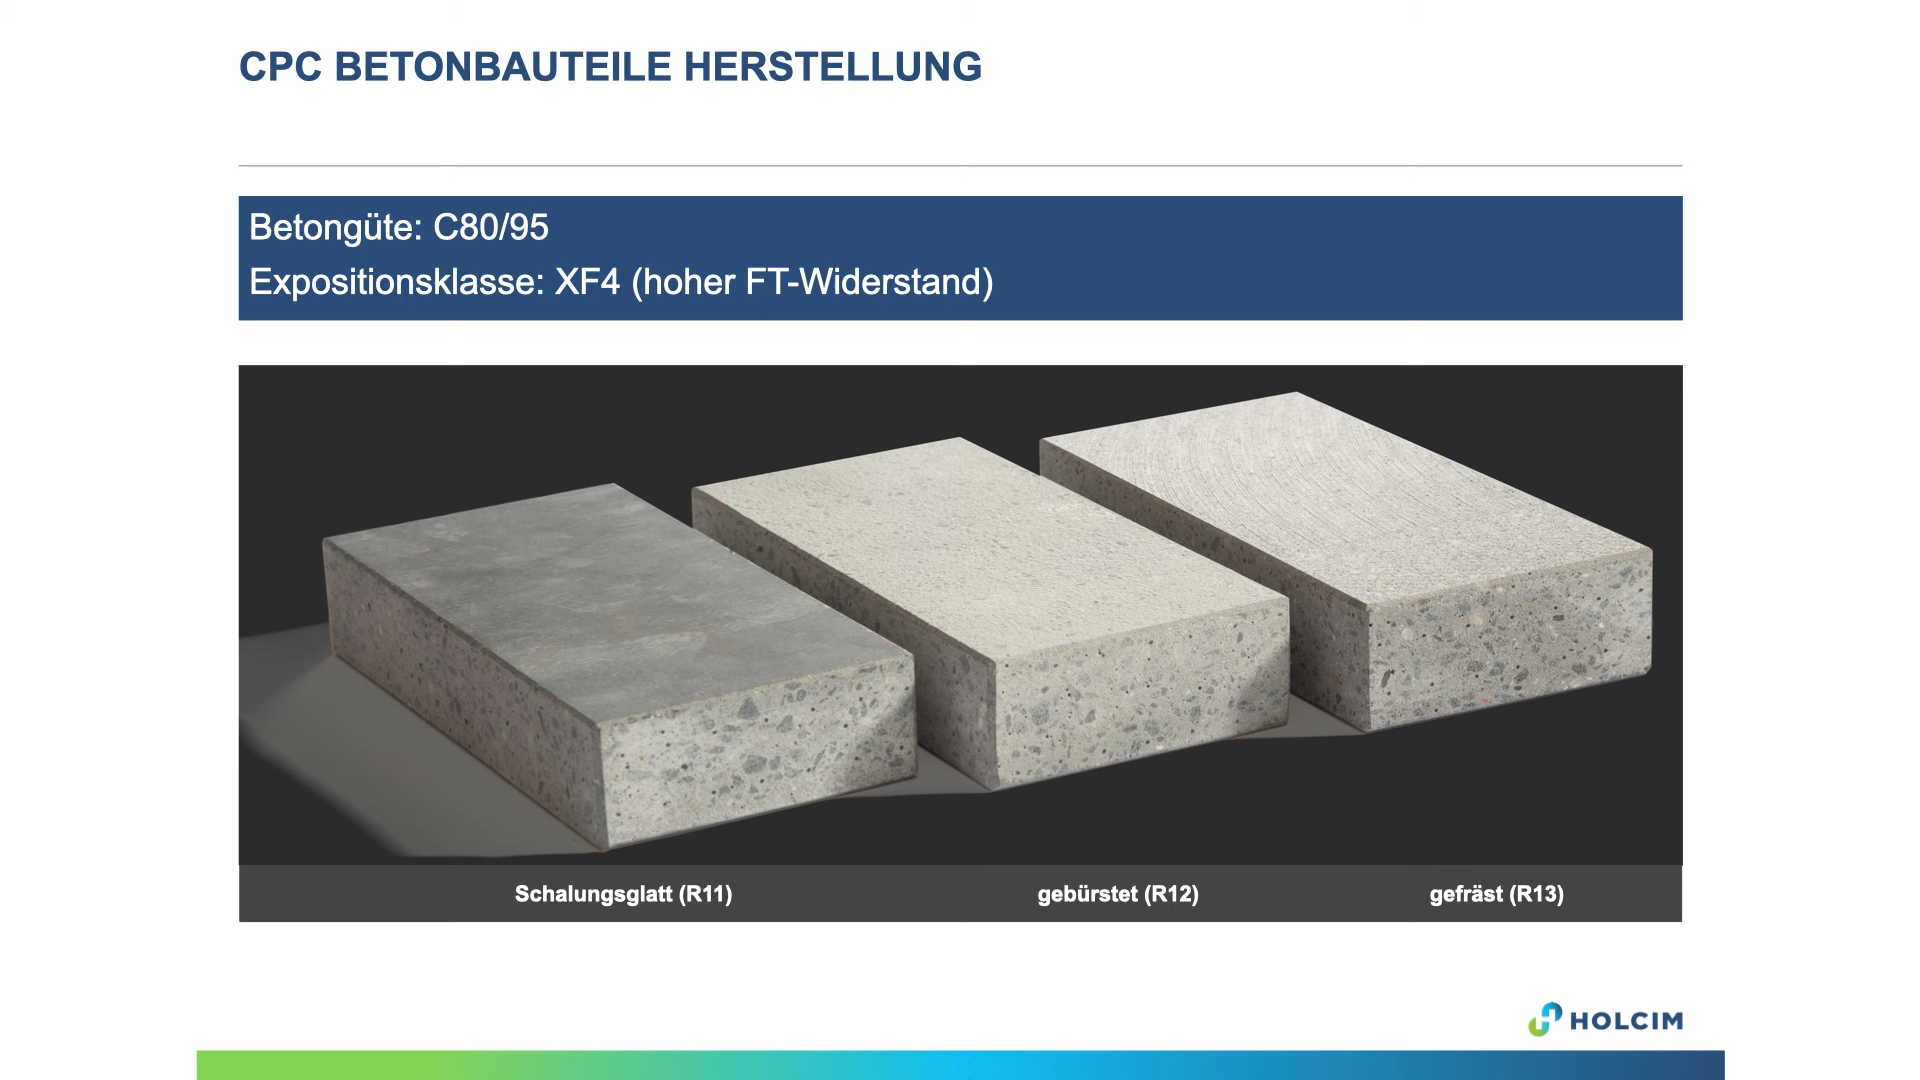 CPC BETONBAUTEILE HERSTELLUNG
Betongüte: C80/95
Expositionsklasse: XF4 (hoher FT-Widerstand)
Schalungsglatt (R11)
gebürstet (R12)
gefräst (R13)
HOLCIM